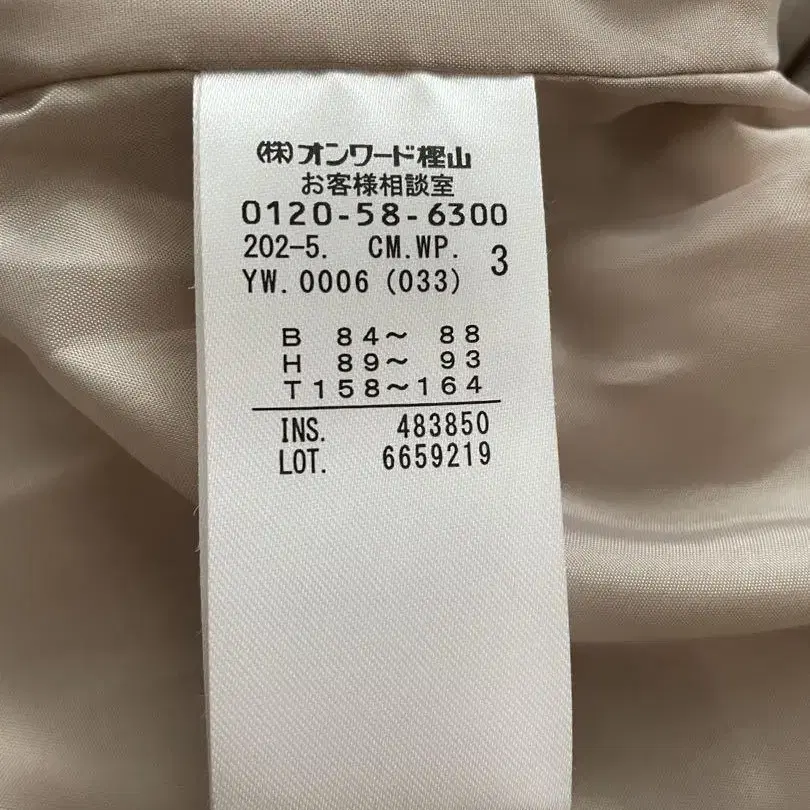 (株)オンワード樫山
お客様相談室
0120-58-6300
202-5. CM.WP. 3
YW.0006 (033)
B 84～ 88
H 89～ 93
T158～164
INS. 483850
LOT. 6659219